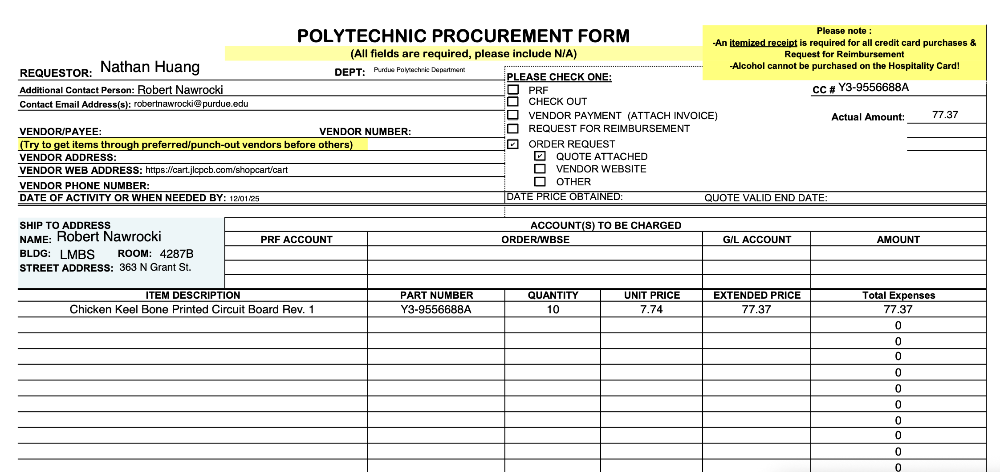 POLYTECHNIC PROCUREMENT FORM
(All fields are required, please include N/A)
Please note :
-An itemized receipt is required for all credit card purchases &
Request for Reimbursement
-Alcohol cannot be purchased on the Hospitality Card!
REQUESTOR: Nathan Huang DEPT: Purdue Polytechnic Department
Additional Contact Person: Robert Nawrocki
Contact Email Address(s): robertnawrocki@purdue.edu
VENDOR/PAYEE: VENDOR NUMBER:
(Try to get items through preferred/punch-out vendors before others)
VENDOR ADDRESS:
VENDOR WEB ADDRESS: https://cart.jlcpcb.com/shopcart/cart
VENDOR PHONE NUMBER:
DATE OF ACTIVITY OR WHEN NEEDED BY: 12/01/25
PLEASE CHECK ONE:
PRF
CHECK OUT
VENDOR PAYMENT (ATTACH INVOICE)
REQUEST FOR REIMBURSEMENT
ORDER REQUEST
QUOTE ATTACHED
VENDOR WEBSITE
OTHER
CC # Y3-9556688A
Actual Amount: 77.37
DATE PRICE OBTAINED: QUOTE VALID END DATE:
SHIP TO ADDRESS
NAME: Robert Nawrocki
BLDG: LMBS ROOM: 4287B
STREET ADDRESS: 363 N Grant St.
ACCOUNT(S) TO BE CHARGED
PRF ACCOUNT ORDER/WBSE G/L ACCOUNT AMOUNT
ITEM DESCRIPTION PART NUMBER QUANTITY UNIT PRICE EXTENDED PRICE Total Expenses
Chicken Keel Bone Printed Circuit Board Rev. 1 Y3-9556688A 10 7.74 77.37 77.37
0
0
0
0
0
0
0
0
0
0